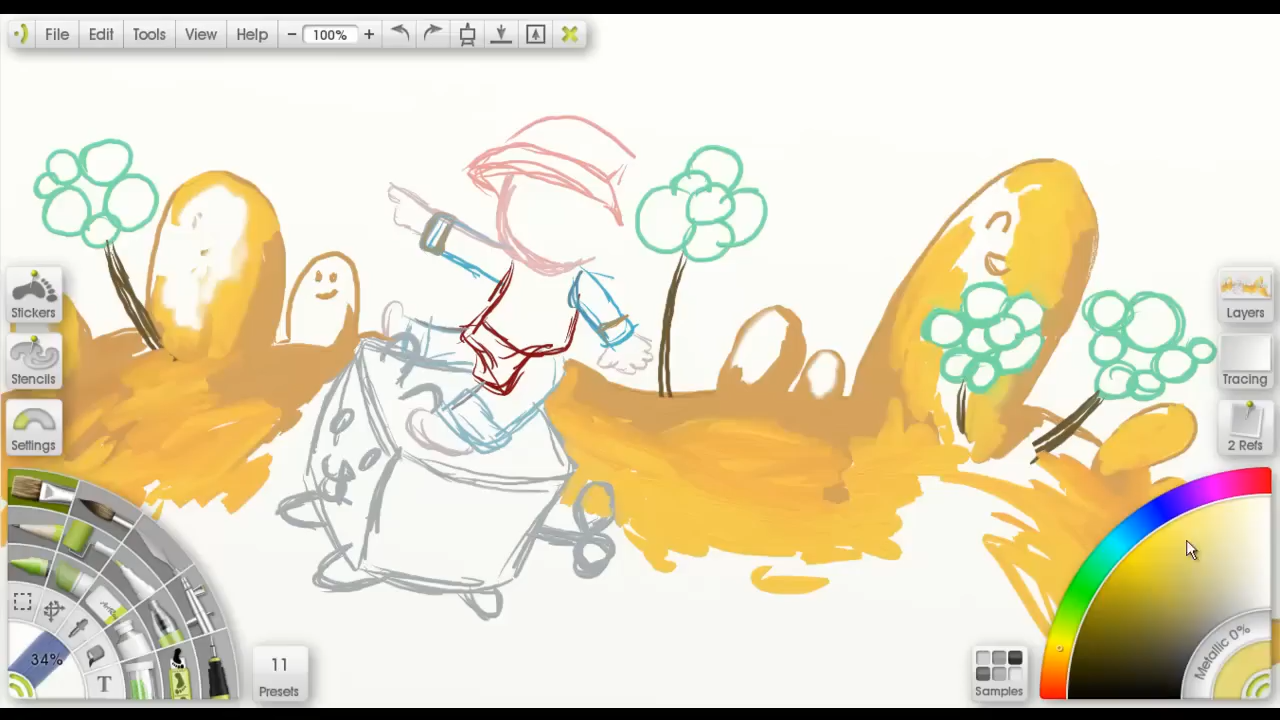 File Edit Tools View Help − 100% +
Stickers
Stencils
Settings
Layers
Tracing
2 Refs
34%
T
11
Presets
Samples
Metallic 0%